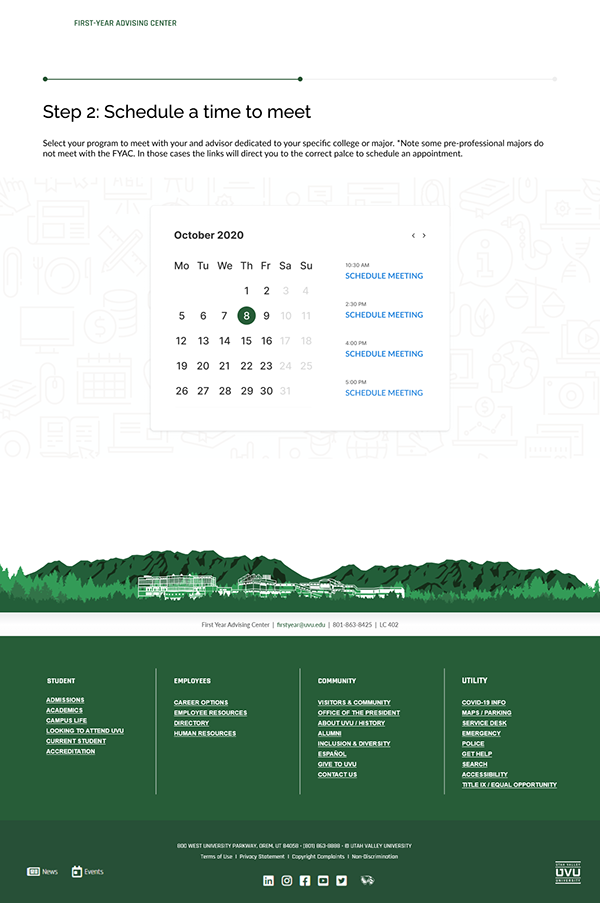 FIRST-YEAR ADVISING CENTER
Step 2: Schedule a time to meet
Select your program to meet with your and advisor dedicated to your specific college or major. *Note some pre-professional majors do
not meet with the FYAC. In those cases the links will direct you to the correct palce to schedule an appointment.
October 2020 ‹ ›
Mo Tu We Th Fr Sa Su
1 2 3 4
5 6 7 8 9 10 11
12 13 14 15 16 17 18
19 20 21 22 23 24 25
26 27 28 29 30 31
10:30 AM
SCHEDULE MEETING
2:30 PM
SCHEDULE MEETING
4:00 PM
SCHEDULE MEETING
5:00 PM
SCHEDULE MEETING
First Year Advising Center | firstyear@uvu.edu | 801-863-8425 | LC 402
STUDENT
ADMISSIONS
ACADEMICS
CAMPUS LIFE
LOOKING TO ATTEND UVU
CURRENT STUDENT
ACCREDITATION
EMPLOYEES
CAREER OPTIONS
EMPLOYEE RESOURCES
DIRECTORY
HUMAN RESOURCES
COMMUNITY
VISITORS & COMMUNITY
OFFICE OF THE PRESIDENT
ABOUT UVU / HISTORY
ALUMNI
INCLUSION & DIVERSITY
ESPAÑOL
GIVE TO UVU
CONTACT US
UTILITY
COVID-19 INFO
MAPS / PARKING
SERVICE DESK
EMERGENCY
POLICE
GET HELP
SEARCH
ACCESSIBILITY
TITLE IX / EQUAL OPPORTUNITY
800 WEST UNIVERSITY PARKWAY, OREM, UT 84058 · (801) 863-8888 · © UTAH VALLEY UNIVERSITY
Terms of Use | Privacy Statement | Copyright Complaints | Non-Discrimination
News
Events
UTAH VALLEY
UVU
UNIVERSITY